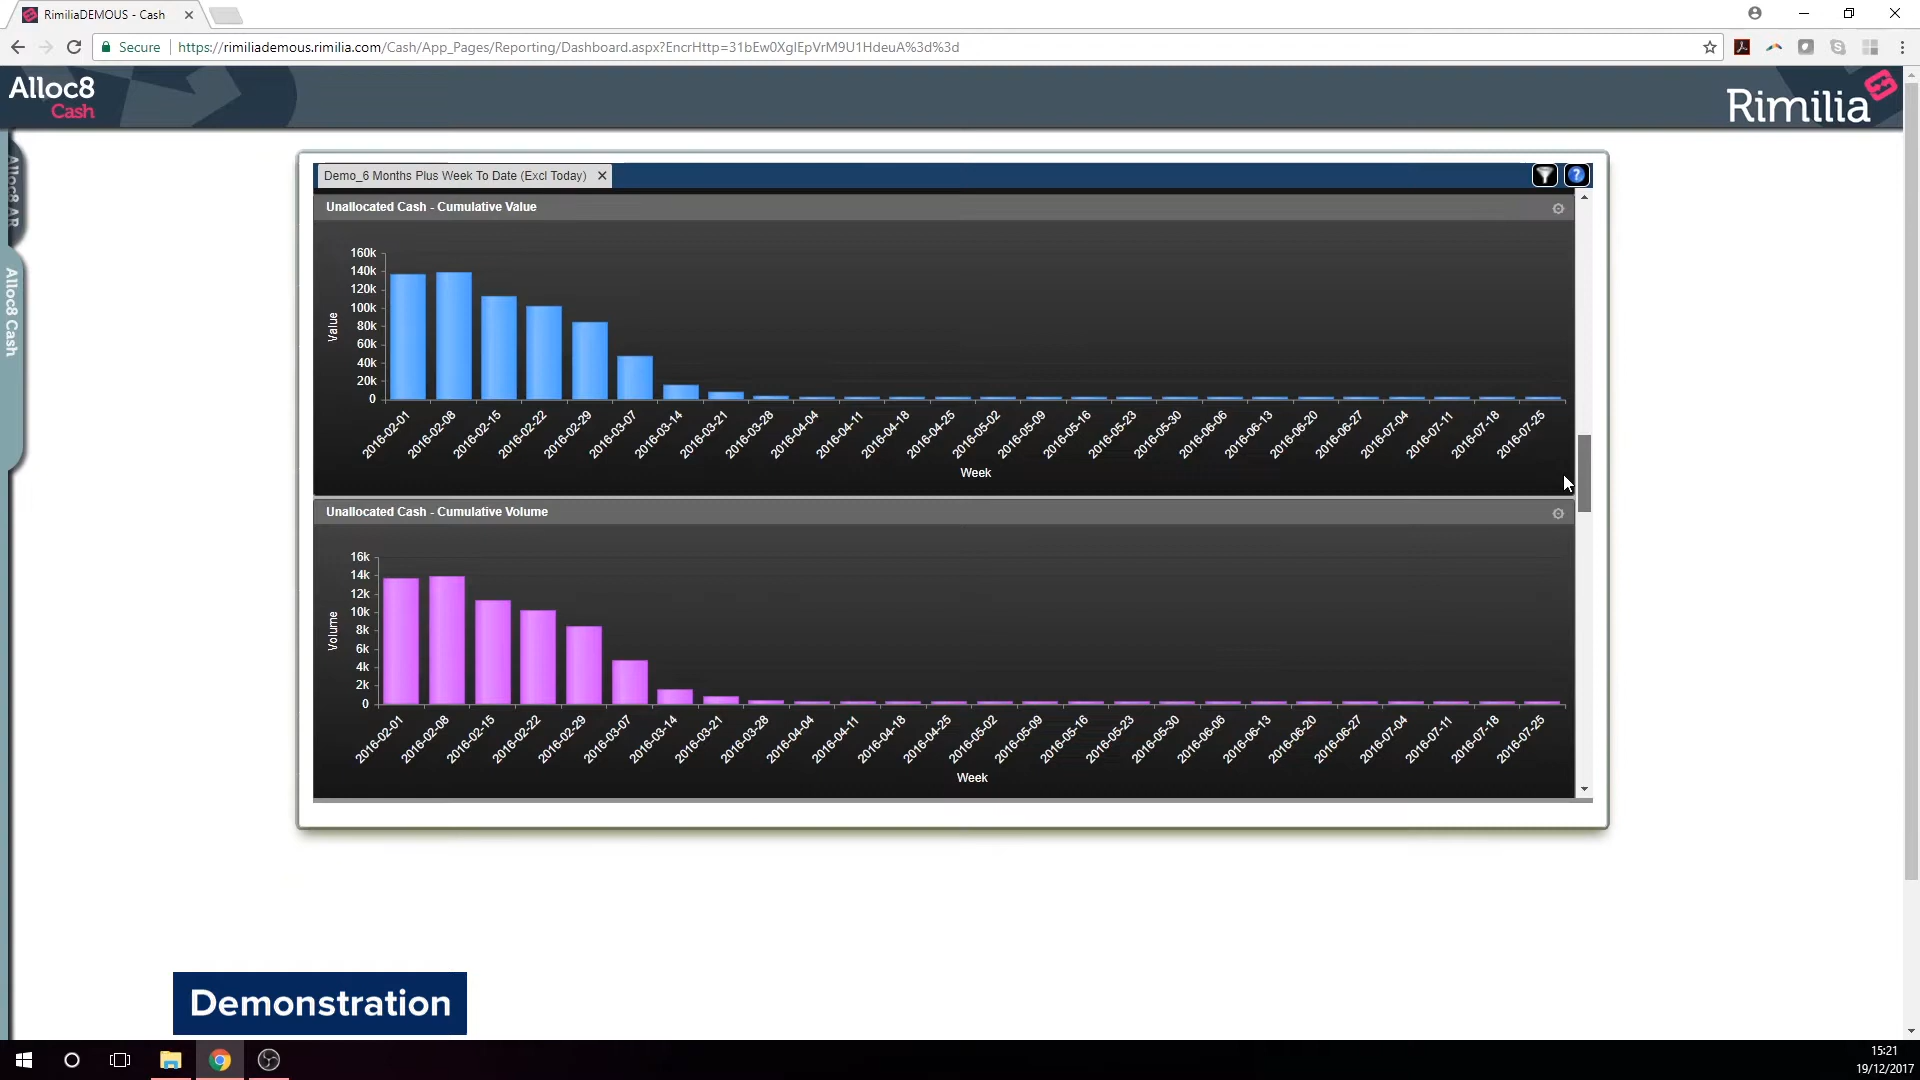 RimiliaDEMOUS - Cash
Secure
https://rimiliademous.rimilia.com/Cash/App_Pages/Reporting/Dashboard.aspx?EncrHttp=31bEw0XglEpVrM9U1HdeuA%3d%3d
Alloc8
Cash
Rimilia
Alloc8 AR
Alloc8 Cash
Demo_6 Months Plus Week To Date (Excl Today)
Unallocated Cash - Cumulative Value
160k
140k
120k
100k
80k
60k
40k
20k
0
Value
2016-02-01
2016-02-08
2016-02-15
2016-02-22
2016-02-29
2016-03-07
2016-03-14
2016-03-21
2016-03-28
2016-04-04
2016-04-11
2016-04-18
2016-04-25
2016-05-02
2016-05-09
2016-05-16
2016-05-23
2016-05-30
2016-06-06
2016-06-13
2016-06-20
2016-06-27
2016-07-04
2016-07-11
2016-07-18
2016-07-25
Week
Unallocated Cash - Cumulative Volume
16k
14k
12k
10k
8k
6k
4k
2k
0
Volume
2016-02-01
2016-02-08
2016-02-15
2016-02-22
2016-02-29
2016-03-07
2016-03-14
2016-03-21
2016-03-28
2016-04-04
2016-04-11
2016-04-18
2016-04-25
2016-05-02
2016-05-09
2016-05-16
2016-05-23
2016-05-30
2016-06-06
2016-06-13
2016-06-20
2016-06-27
2016-07-04
2016-07-11
2016-07-18
2016-07-25
Week
Demonstration
15:21
19/12/2017